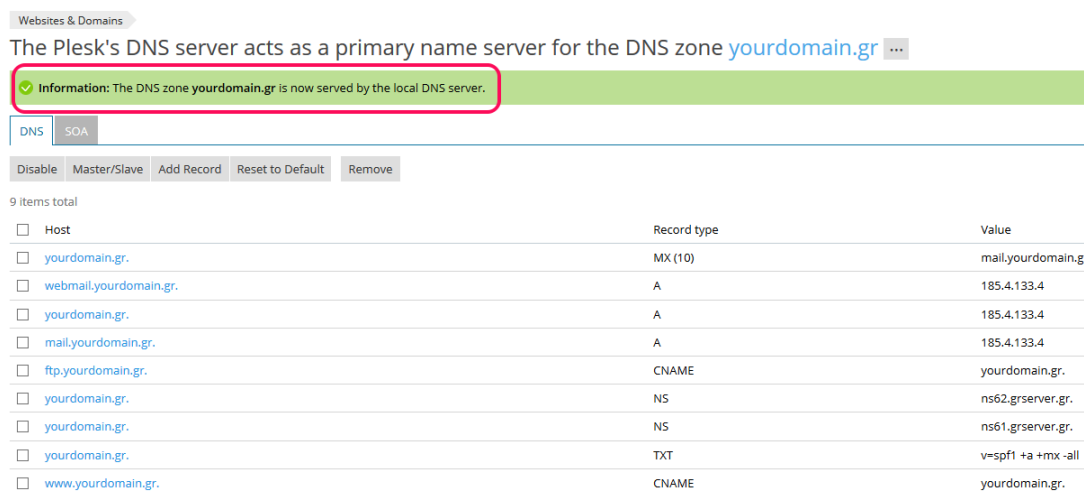 Websites & Domains
The Plesk's DNS server acts as a primary name server for the DNS zone yourdomain.gr ...
Information: The DNS zone yourdomain.gr is now served by the local DNS server.
DNS SOA
Disable Master/Slave Add Record Reset to Default Remove
9 items total
Host Record type Value
yourdomain.gr. MX (10) mail.yourdomain.g
webmail.yourdomain.gr. A 185.4.133.4
yourdomain.gr. A 185.4.133.4
mail.yourdomain.gr. A 185.4.133.4
ftp.yourdomain.gr. CNAME yourdomain.gr.
yourdomain.gr. NS ns62.grserver.gr.
yourdomain.gr. NS ns61.grserver.gr.
yourdomain.gr. TXT v=spf1 +a +mx -all
www.yourdomain.gr. CNAME yourdomain.gr.